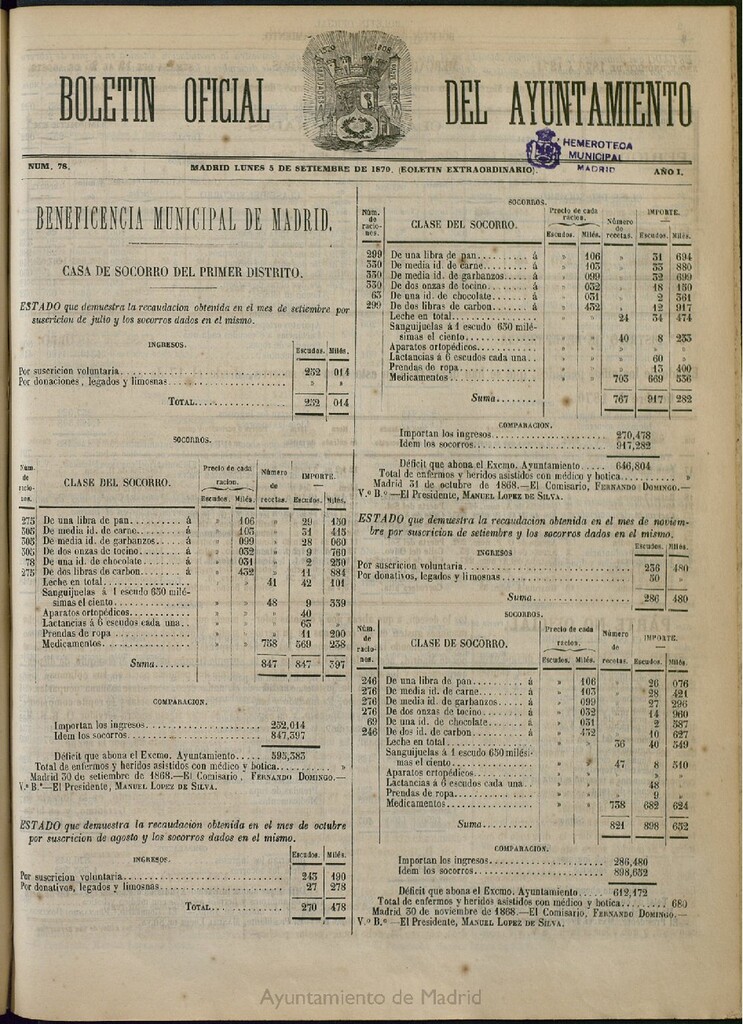 BOLETIN OFICIAL DEL AYUNTAMIENTO
HEMEROTECA
MUNICIPAL
MADRID
NUM. 78. MADRID LUNES 5 DE SETIEMBRE DE 1870. (BOLETIN EXTRAORDINARIO). AÑO I.
BENEFICENCIA MUNICIPAL DE MADRID.
CASA DE SOCORRO DEL PRIMER DISTRITO.
ESTADO que demuestra la recaudacion obtenida en el mes de setiembre por
suscricion de julio y los socorros dados en el mismo.
INGRESOS.
Escudos. Milés.
Por suscricion voluntaria 252 014
Por donaciones, legados y limosnas » »
TOTAL 252 014
SOCORROS.
Núm. de raciones. CLASE DEL SOCORRO. Precio de cada racion. Escudos. Milés. Número de recetas. IMPORTE. Escudos. Milés.
275 De una libra de pan á » 106 » 29 150
305 De media id. de carne á » 103 » 31 415
305 De media id. de garbanzos á » 099 » 28 060
305 De dos onzas de tocino á » 032 » 9 760
78 De una id. de chocolate á » 031 » 2 250
275 De dos libras de carbon á » 432 » 11 884
Leche en total » » 41 42 101
Sanguijuelas á 1 escudo 650 milé-
simas el ciento » » 48 9 339
Aparatos ortopédicos » » » 40 »
Lactancias á 6 escudos cada una » » » 63 »
Prendas de ropa » » » 11 200
Medicamentos » » 758 569 238
Suma 847 847 397
COMPARACION.
Importan los ingresos 252,014
Idem los socorros 847,397
Déficit que abona el Excmo. Ayuntamiento 595,383
Total de enfermos y heridos asistidos con médico y botica »
Madrid 30 de setiembre de 1868.—El Comisario, FERNANDO DOMINGO.—
V.º B.º—El Presidente, MANUEL LOPEZ DE SILVA.
ESTADO que demuestra la recaudacion obtenida en el mes de octubre
por suscricion de agosto y los socorros dados en el mismo.
INGRESOS.
Escudos. Milés.
Por suscricion voluntaria 243 190
Por donativos, legados y limosnas 27 278
TOTAL 270 478
SOCORROS.
Núm. de raciones. CLASE DEL SOCORRO. Precio de cada racion. Escudos. Milés. Número de recetas. IMPORTE. Escudos. Milés.
299 De una libra de pan á » 106 » 31 694
330 De media id. de carne á » 103 » 33 880
330 De media id. de garbanzos á » 099 » 32 699
330 De dos onzas de tocino á » 032 » 18 150
63 De una id. de chocolate á » 031 » 2 361
299 De dos libras de carbon á » 432 » 12 917
Leche en total » » 24 34 474
Sanguijuelas á 1 escudo 650 milé-
simas el ciento » » 40 8 233
Aparatos ortopédicos » » » » »
Lactancias á 6 escudos cada una » » » 60 »
Prendas de ropa » » » 13 400
Medicamentos » » 703 669 536
Suma 767 917 282
COMPARACION.
Importan los ingresos 270,478
Idem los socorros 917,282
Déficit que abona el Excmo. Ayuntamiento 646,804
Total de enfermos y heridos asistidos con médico y botica »
Madrid 31 de octubre de 1868.—El Comisario, FERNANDO DOMINGO.—
V.º B.º—El Presidente, MANUEL LOPEZ DE SILVA.
ESTADO que demuestra la recaudacion obtenida en el mes de noviem-
bre por suscricion de setiembre y los socorros dados en el mismo.
INGRESOS
Escudos. Milés.
Por suscricion voluntaria 236 480
Por donativos, legados y limosnas 50 »
Suma 286 480
SOCORROS.
Núm. de raciones. CLASE DE SOCORRO. Precio de cada racion. Escudos. Milés. Número de recetas. IMPORTE. Escudos. Milés.
246 De una libra de pan á » 106 » 26 076
276 De media id. de carne á » 103 » 28 421
276 De media id. de garbanzos á » 099 » 27 296
276 De dos onzas de tocino á » 032 » 14 960
69 De una id. de chocolate á » 031 » 2 587
246 De dos id. de carbon á » 432 » 10 627
Leche en total » » 36 40 549
Sanguijuelas á 1 escudo 650 milési-
mas el ciento » » 47 8 510
Aparatos ortopédicos » » » » »
Lactancias á 6 escudos cada una » » » 48 »
Prendas de ropa » » » 9 »
Medicamentos » » 738 682 624
Suma 821 898 652
COMPARACION.
Importan los ingresos 286,480
Idem los socorros 898,652
Déficit que abona el Excmo. Ayuntamiento 612,172
Total de enfermos y heridos asistidos con médico y botica 680
Madrid 30 de noviembre de 1868.—El Comisario, FERNANDO DOMINGO.—
V.º B.º—El Presidente, MANUEL LOPEZ DE SILVA.
Ayuntamiento de Madrid